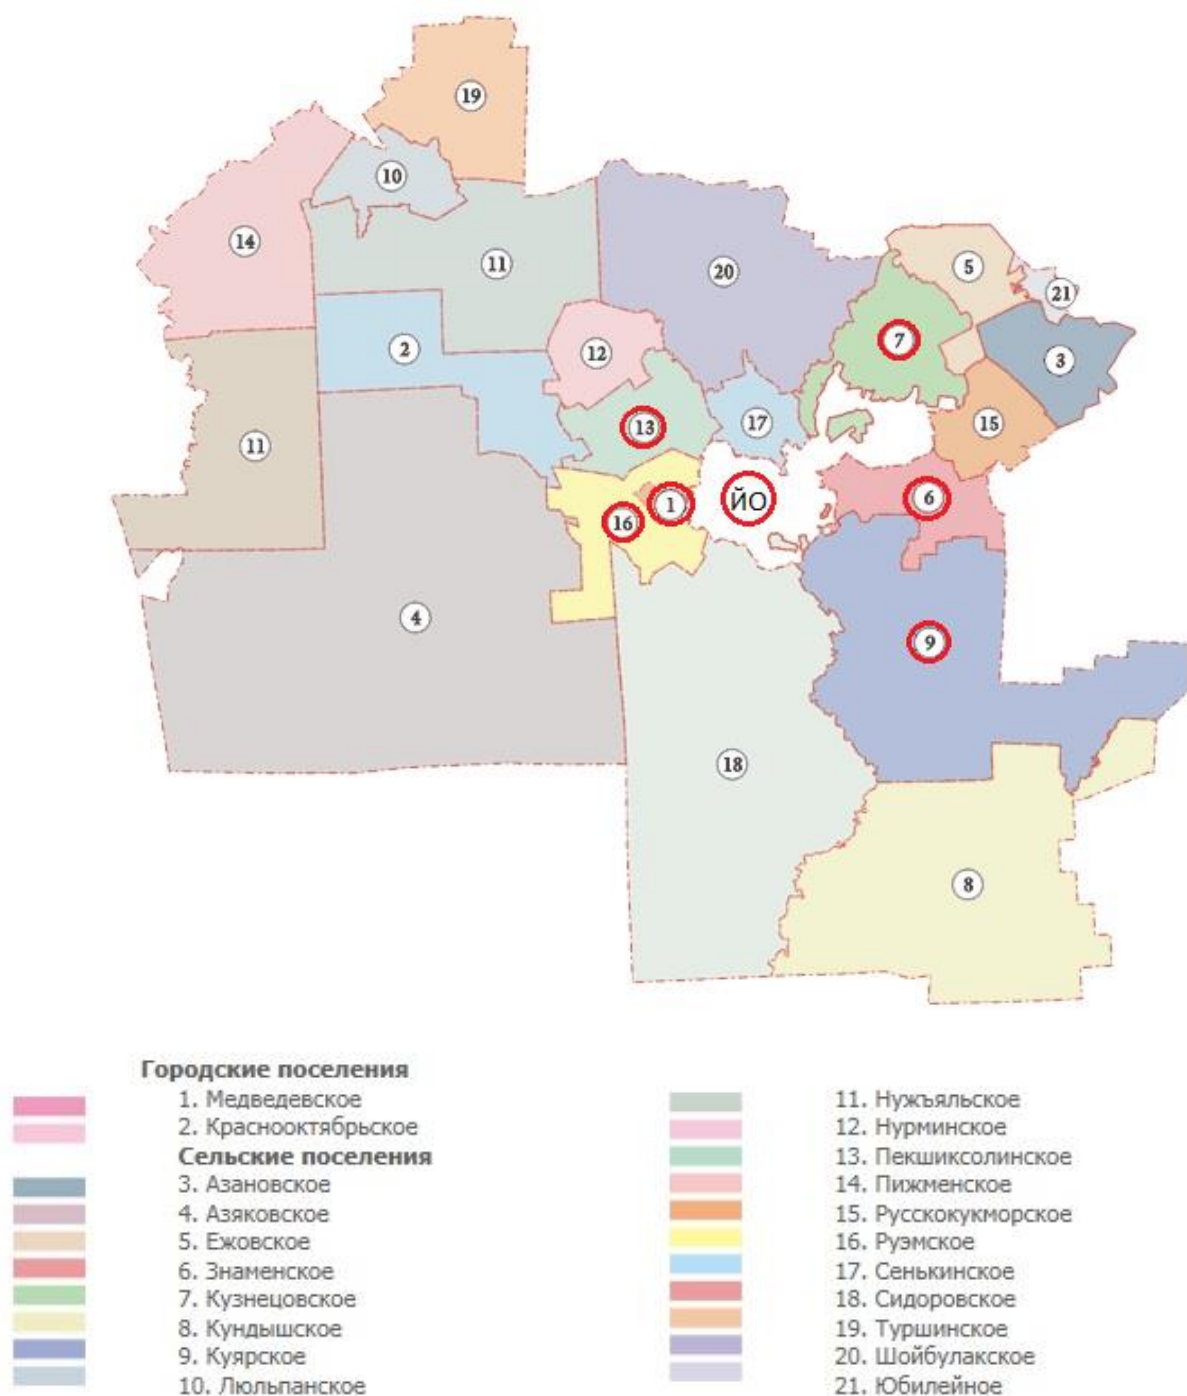 19
10
14
11
20
5
21
7
2
12
3
13
17
15
11
6
ЙО
1
16
4
9
18
8
Городские поселения
1. Медведевское
2. Краснооктябрьское
Сельские поселения
3. Азановское
4. Азяковское
5. Ежовское
6. Знаменское
7. Кузнецовское
8. Кундышское
9. Куярское
10. Люльпанское
11. Нужъяльское
12. Нурминское
13. Пекшиксолинское
14. Пижменское
15. Русскокукморское
16. Руэмское
17. Сенькинское
18. Сидоровское
19. Туршинское
20. Шойбулакское
21. Юбилейное